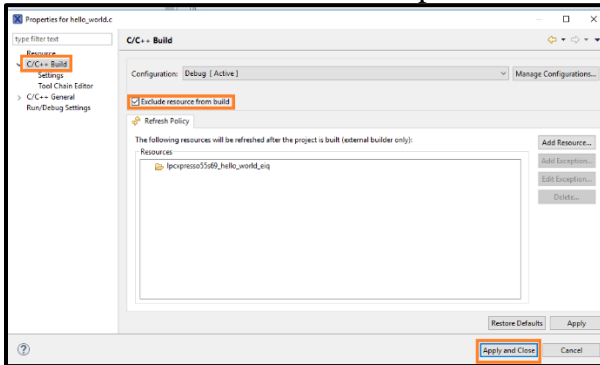 Properties for hello_world.c
type filter text
Resource
C/C++ Build
Settings
Tool Chain Editor
C/C++ General
Run/Debug Settings
C/C++ Build
Configuration: Debug [ Active ]
Manage Configurations...
Exclude resource from build
Refresh Policy
The following resources will be refreshed after the project is built (external builder only):
Resources
lpcxpresso55s69_hello_world_eiq
Add Resource...
Add Exception...
Edit Exception...
Delete...
Restore Defaults
Apply
Apply and Close
Cancel